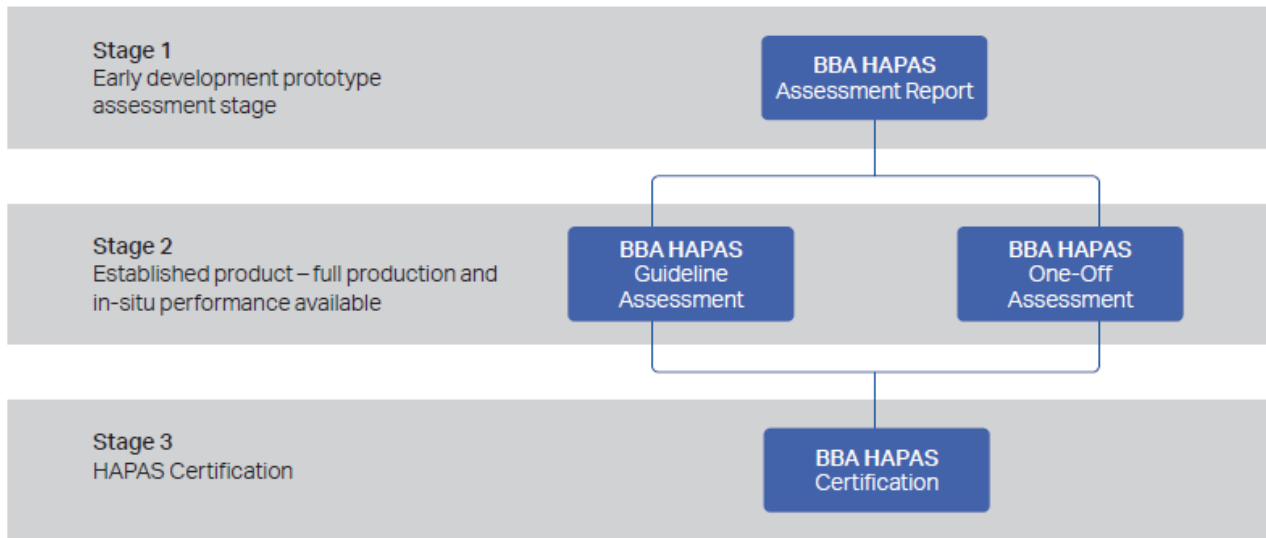 Stage 1
Early development prototype
assessment stage
BBA HAPAS
Assessment Report
Stage 2
Established product – full production and
in-situ performance available
BBA HAPAS
Guideline
Assessment
BBA HAPAS
One-Off
Assessment
Stage 3
HAPAS Certification
BBA HAPAS
Certification